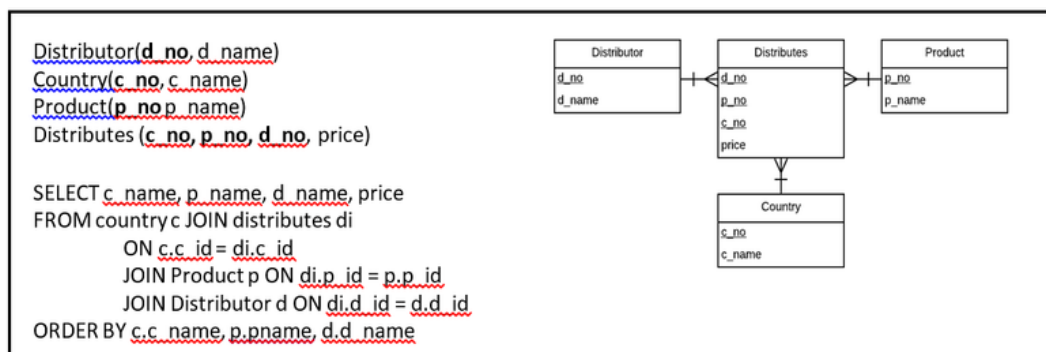 Distributor(d_no, d_name)
Country(c_no, c_name)
Product(p_no p_name)
Distributes (c_no, p_no, d_no, price)
SELECT c_name, p_name, d_name, price
FROM country c JOIN distributes di
ON c.c_id = di.c_id
JOIN Product p ON di.p_id = p.p_id
JOIN Distributor d ON di.d_id = d.d_id
ORDER BY c.c_name, p.pname, d.d_name
Distributor
d_no
d_name
Distributes
d_no
p_no
c_no
price
Product
p_no
p_name
Country
c_no
c_name